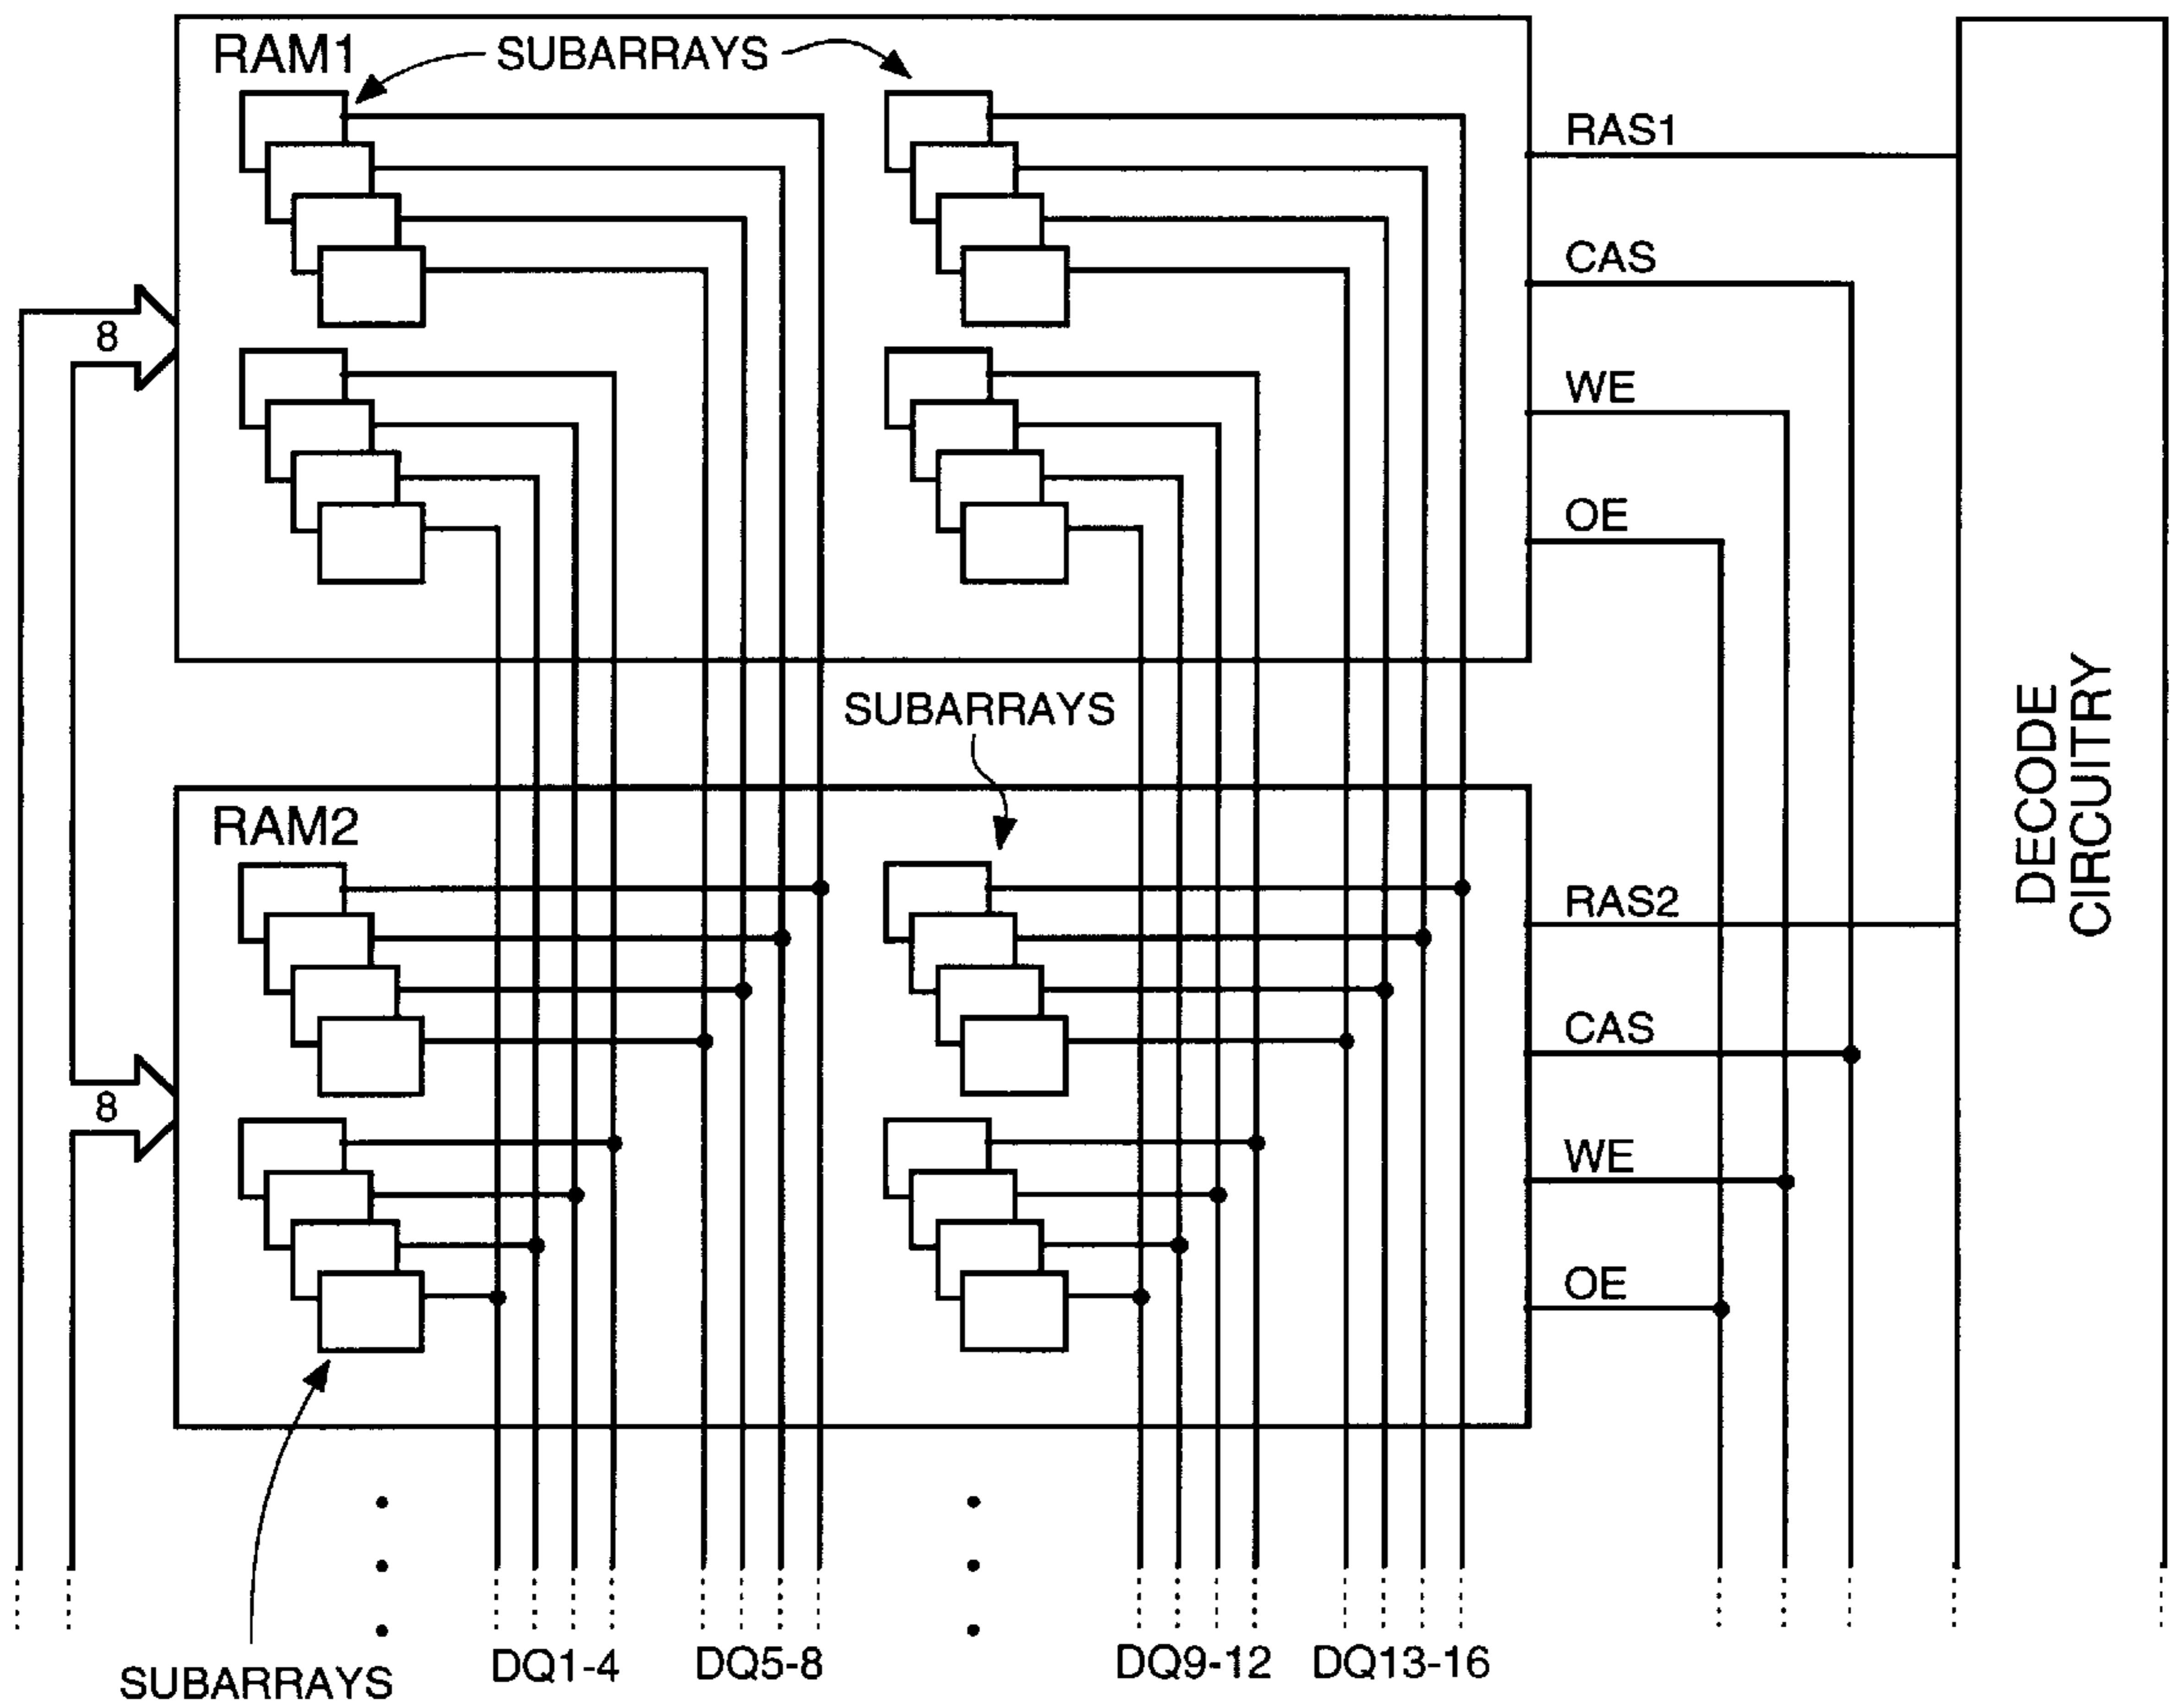 RAM1
SUBARRAYS
RAS1
CAS
8
WE
OE
SUBARRAYS
DECODE
CIRCUITRY
RAM2
RAS2
CAS
8
WE
OE
DQ1-4
DQ5-8
DQ9-12
DQ13-16
SUBARRAYS